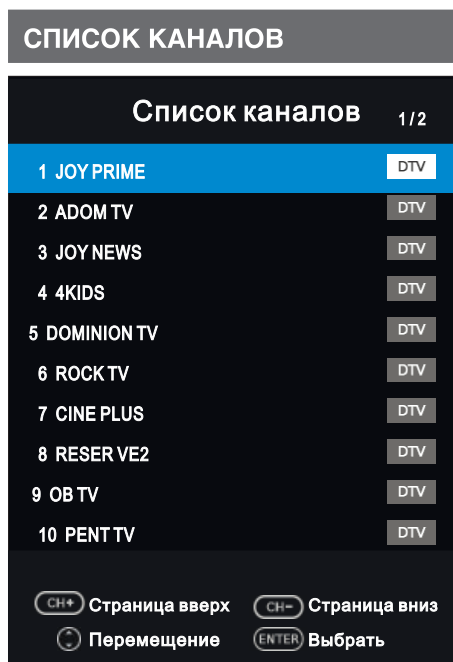 СПИСОК КАНАЛОВ
Список каналов 1/2
1 JOY PRIME DTV
2 ADOM TV DTV
3 JOY NEWS DTV
4 4KIDS DTV
5 DOMINION TV DTV
6 ROCK TV DTV
7 CINE PLUS DTV
8 RESER VE2 DTV
9 OB TV DTV
10 PENT TV DTV
CH+ Страница вверх CH- Страница вниз
Перемещение ENTER Выбрать